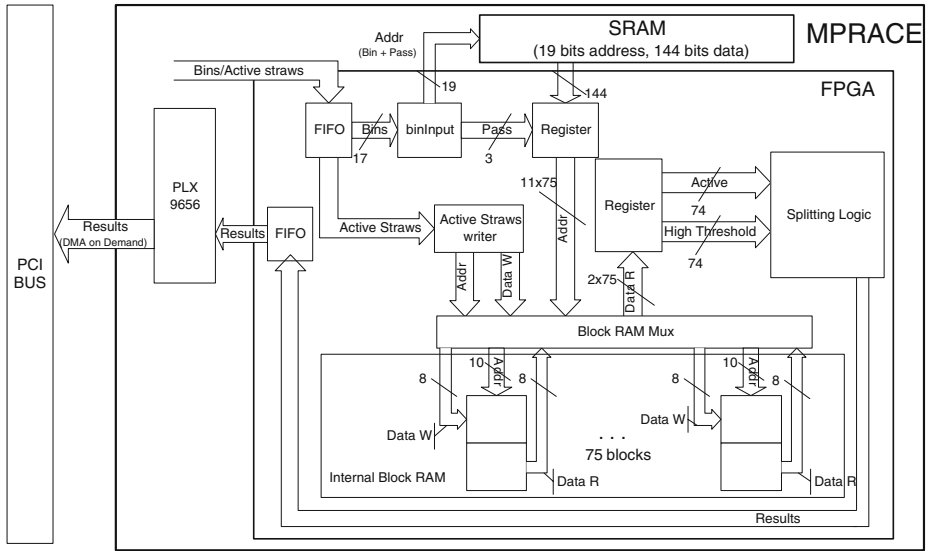 MPRACE
SRAM
(19 bits address, 144 bits data)
Addr
(Bin + Pass)
Bins/Active straws
19
144
FPGA
FIFO
Bins
17
binInput
Pass
3
Register
PLX
9656
11x75
Addr
Register
Active
74
High Threshold
74
Splitting Logic
PCI
BUS
Results
(DMA on Demand)
Results
FIFO
Active Straws
Active Straws
writer
Addr
Data W
2x75
Data R
Block RAM Mux
8
10
Addr
8
8
10
Addr
8
Data W
Data W
. . .
75 blocks
Internal Block RAM
Data R
Data R
Results